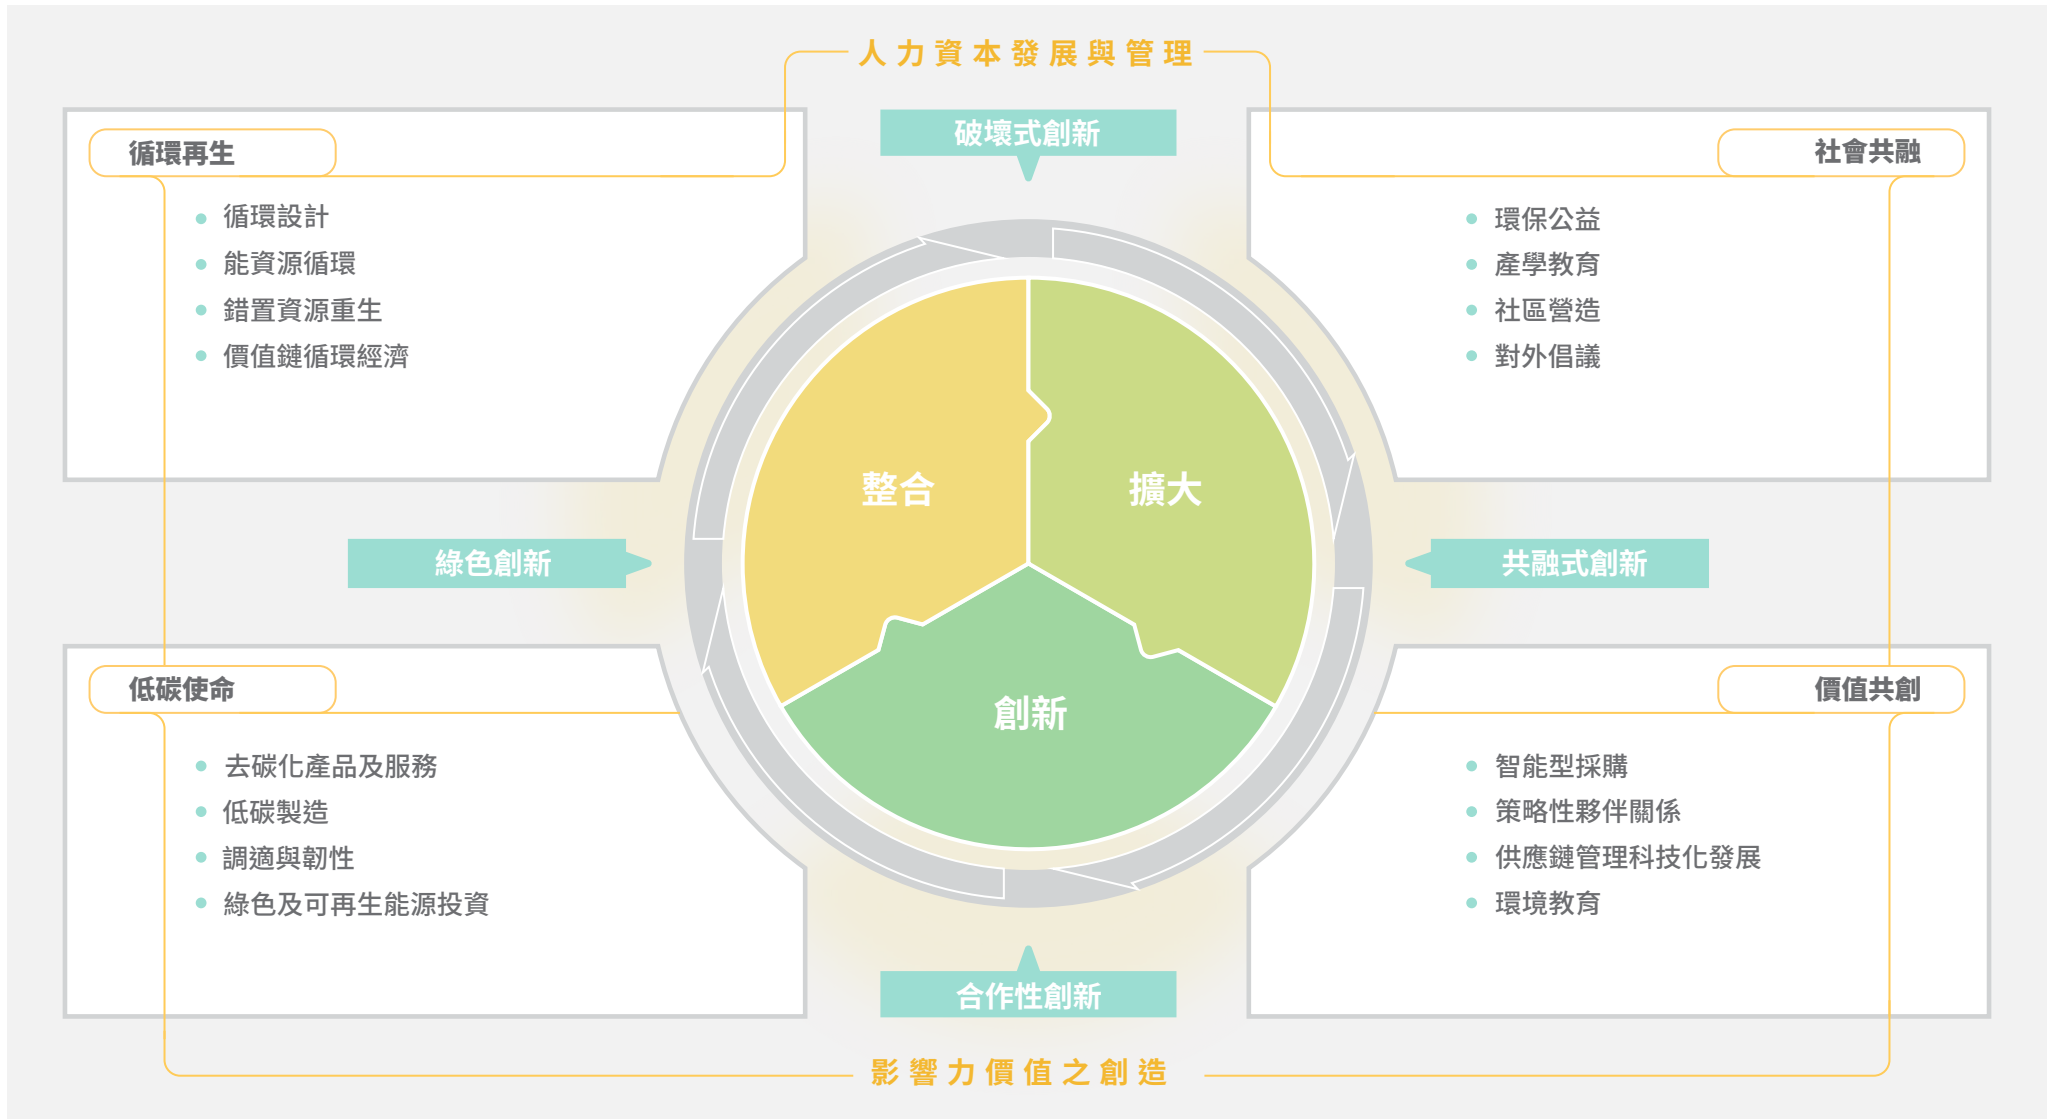 人力資本發展與管理
破壞式創新
循環再生
循環設計
能資源循環
錯置資源重生
價值鏈循環經濟
社會共融
環保公益
產學教育
社區營造
對外倡議
整合
擴大
創新
綠色創新
共融式創新
低碳使命
去碳化產品及服務
低碳製造
調適與韌性
綠色及可再生能源投資
價值共創
智能型採購
策略性夥伴關係
供應鏈管理科技化發展
環境教育
合作性創新
影響力價值之創造